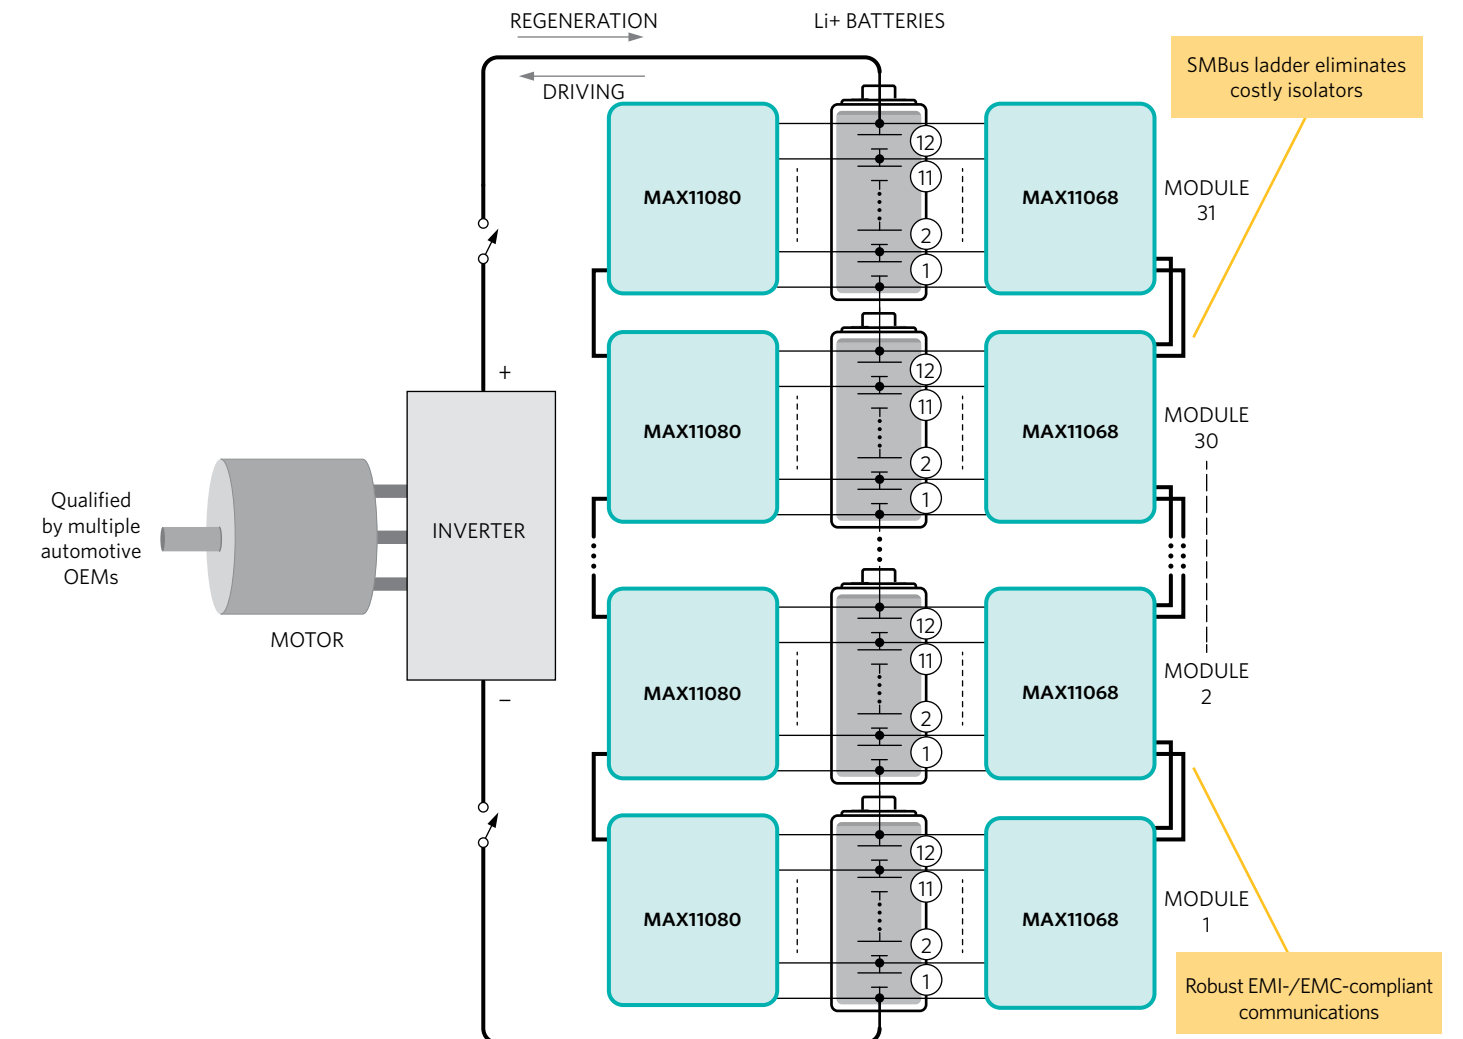 REGENERATION
DRIVING
Li+ BATTERIES
SMBus ladder eliminates
costly isolators
MAX11080
12
11
2
1
MAX11068
MODULE
31
MAX11080
12
11
2
1
MAX11068
MODULE
30
+
INVERTER
–
Qualified
by multiple
automotive
OEMs
MOTOR
MAX11080
12
11
2
1
MAX11068
MODULE
2
MAX11080
12
11
2
1
MAX11068
MODULE
1
Robust EMI-/EMC-compliant
communications